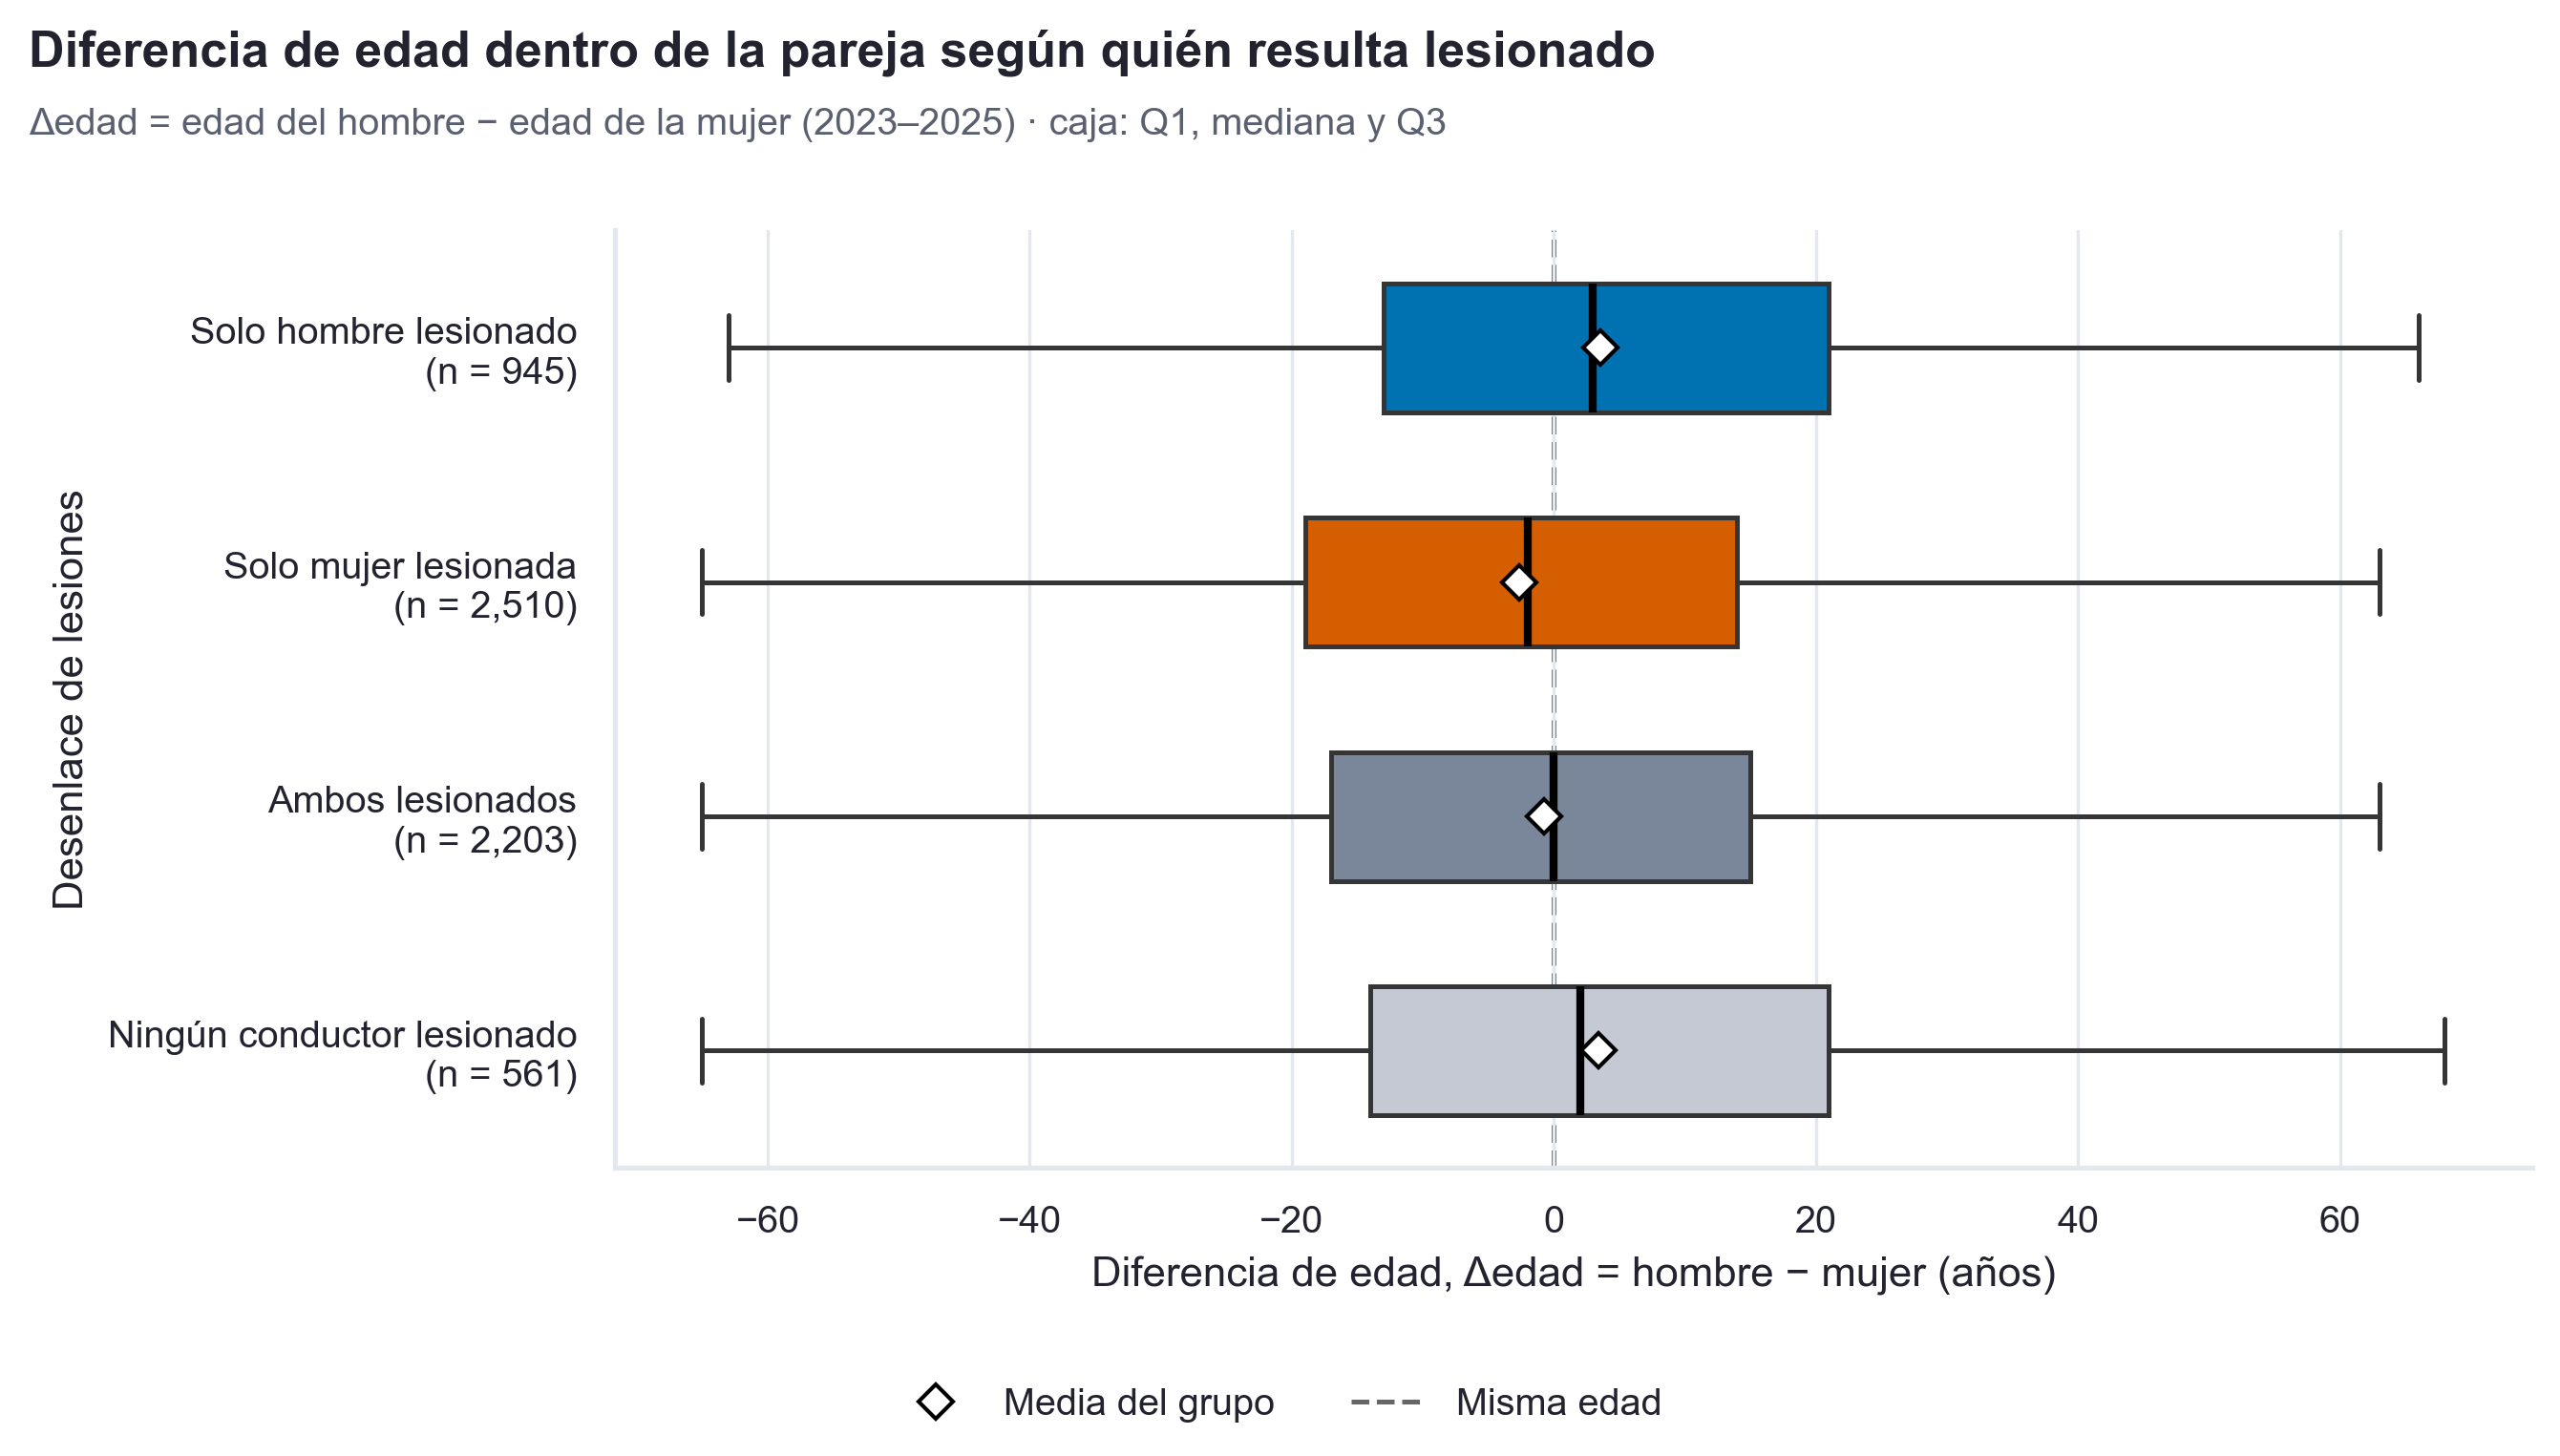 Diferencia de edad dentro de la pareja según quién resulta lesionado
Δedad = edad del hombre − edad de la mujer (2023–2025) · caja: Q1, mediana y Q3
Desenlace de lesiones
Solo hombre lesionado
(n = 945)
Solo mujer lesionada
(n = 2,510)
Ambos lesionados
(n = 2,203)
Ningún conductor lesionado
(n = 561)
−60 −40 −20 0 20 40 60
Diferencia de edad, Δedad = hombre − mujer (años)
Media del grupo Misma edad